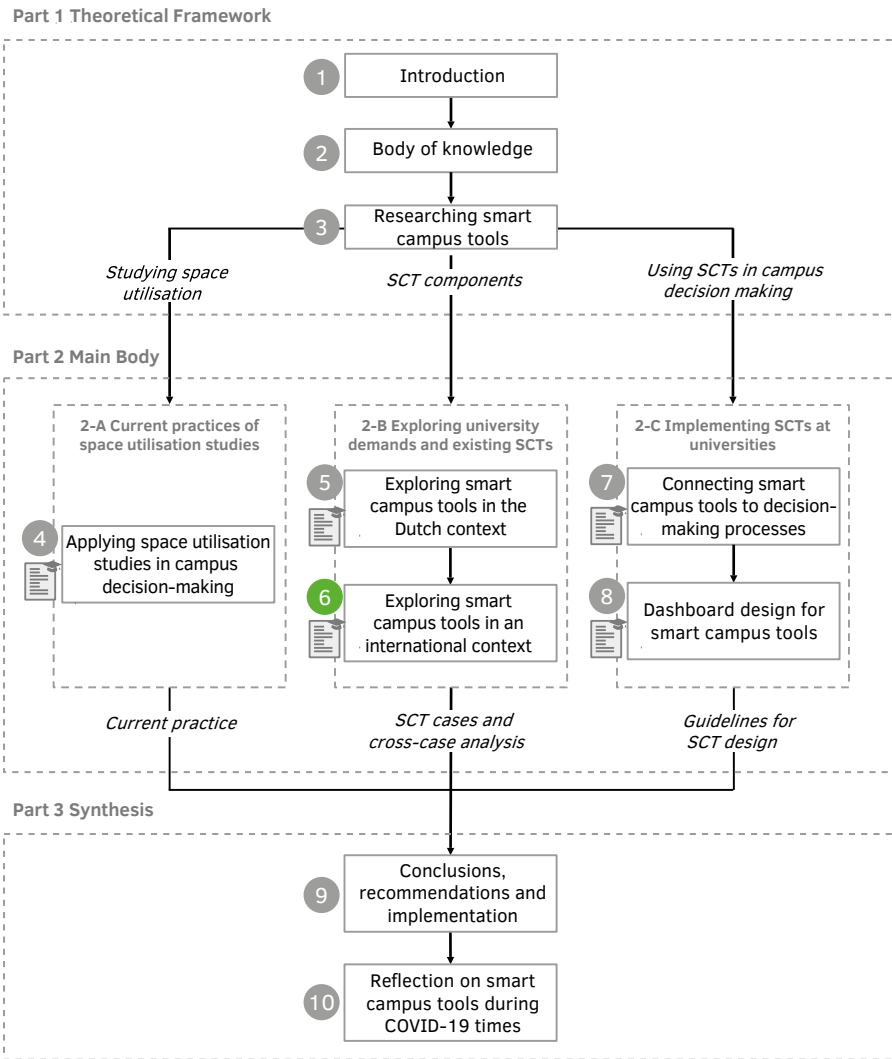 Part 1 Theoretical Framework
1
Introduction
2
Body of knowledge
3
Researching smart
campus tools
Studying space
utilisation
SCT components
Using SCTs in campus
decision making
Part 2 Main Body
2-A Current practices of
space utilisation studies
4
Applying space utilisation
studies in campus
decision-making
2-B Exploring university
demands and existing SCTs
5
Exploring smart
campus tools in the
Dutch context
6
Exploring smart
campus tools in an
international context
2-C Implementing SCTs at
universities
7
Connecting smart
campus tools to decision-
making processes
8
Dashboard design for
smart campus tools
Current practice
SCT cases and
cross-case analysis
Guidelines for
SCT design
Part 3 Synthesis
9
Conclusions,
recommendations and
implementation
10
Reflection on smart
campus tools during
COVID-19 times